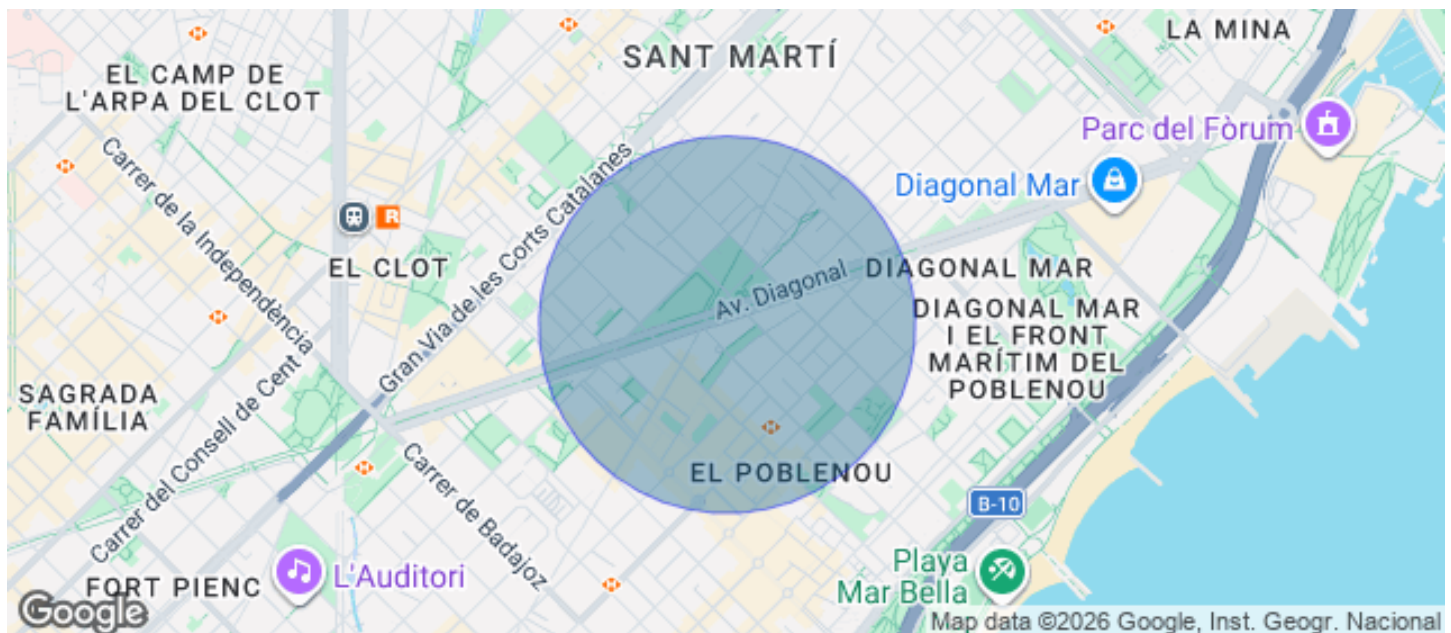 LA MINA
SANT MARTÍ
EL CAMP DE
L'ARPA DEL CLOT
Parc del Fòrum
Carrer de la Independència
Gran Via de les Corts Catalanes
Diagonal Mar
R
EL CLOT
Av. Diagonal
DIAGONAL MAR
DIAGONAL MAR
I EL FRONT
MARÍTIM DEL
POBLENOU
SAGRADA
FAMÍLIA
Carrer del Consell de Cent
EL POBLENOU
Carrer de Badajoz
B-10
Playa
Mar Bella
L'Auditori
FORT PIENC
Google
Map data ©2026 Google, Inst. Geogr. Nacional